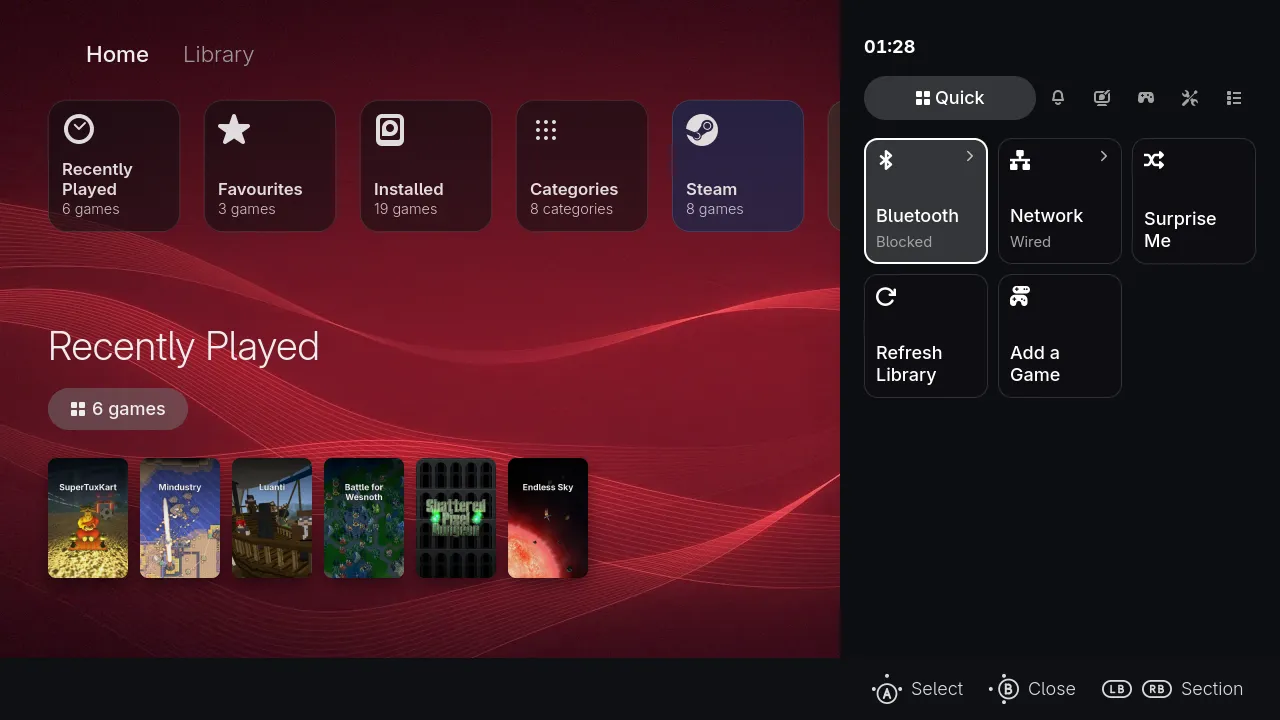 Home
Library
Recently
Played
6 games
Favourites
3 games
Installed
19 games
Categories
8 categories
Steam
8 games
Recently Played
6 games
SuperTuxKart
Mindustry
Luanti
Battle for
Wesnoth
Shattered
Pixel
Dungeon
Endless Sky
01:28
Quick
Bluetooth
Blocked
Network
Wired
Surprise
Me
Refresh
Library
Add a
Game
A Select
B Close
LB RB Section